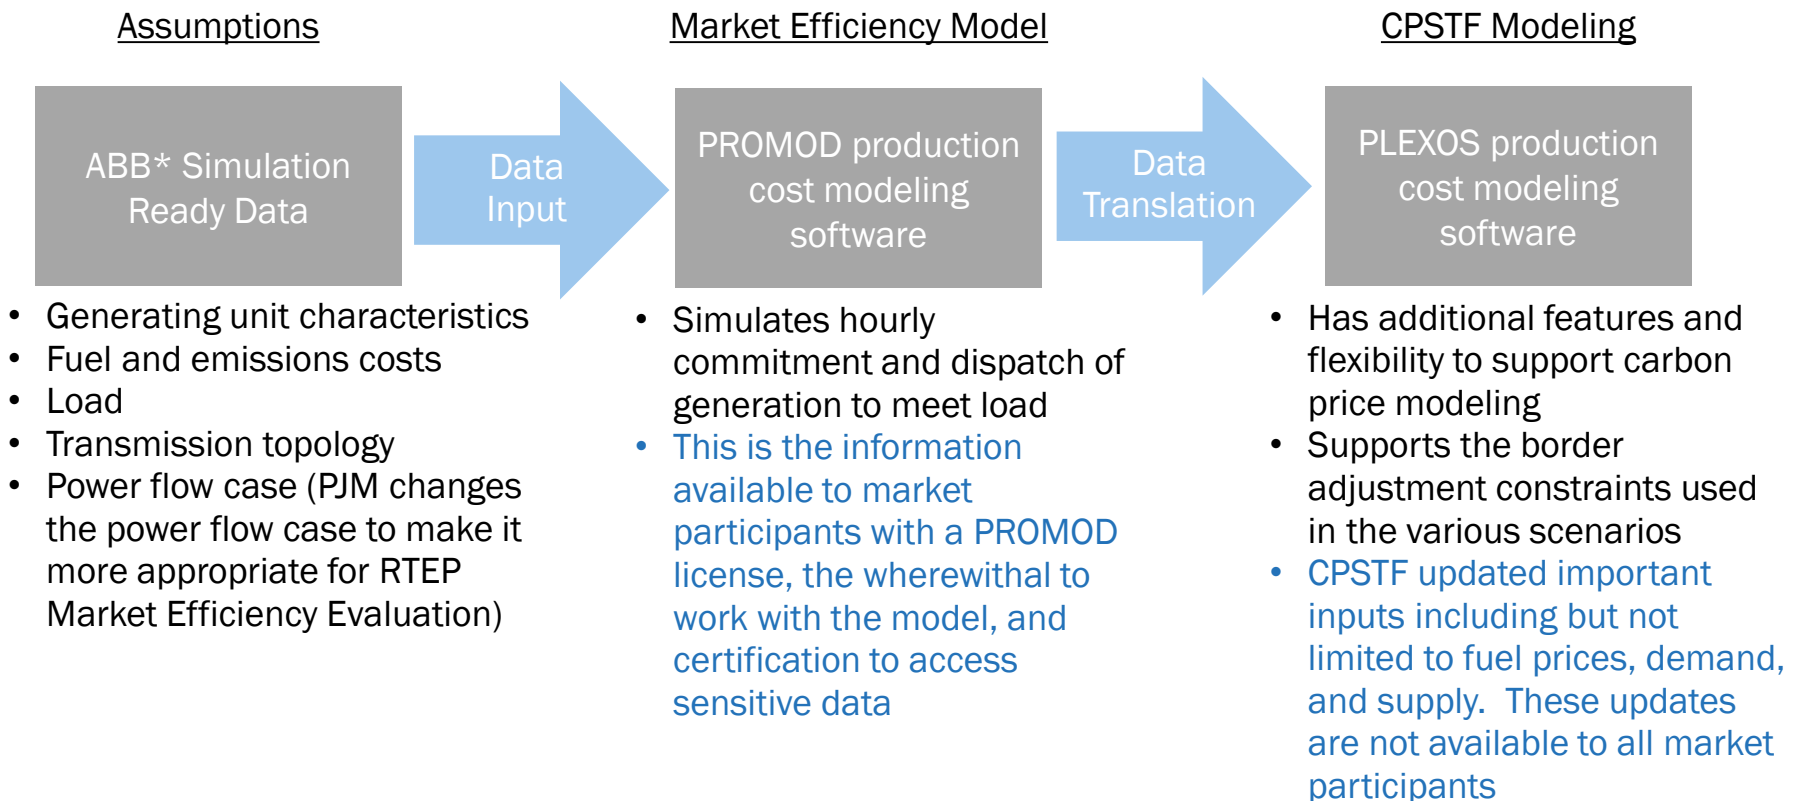 Assumptions
ABB* Simulation
Ready Data
• Generating unit characteristics
• Fuel and emissions costs
• Load
• Transmission topology
• Power flow case (PJM changes
the power flow case to make it
more appropriate for RTEP
Market Efficiency Evaluation)
Data
Input
Market Efficiency Model
PROMOD production
cost modeling
software
• Simulates hourly
commitment and dispatch of
generation to meet load
• This is the information
available to market
participants with a PROMOD
license, the wherewithal to
work with the model, and
certification to access
sensitive data
Data
Translation
CPSTF Modeling
PLEXOS production
cost modeling
software
• Has additional features and
flexibility to support carbon
price modeling
• Supports the border
adjustment constraints used
in the various scenarios
• CPSTF updated important
inputs including but not
limited to fuel prices, demand,
and supply.  These updates
are not available to all market
participants